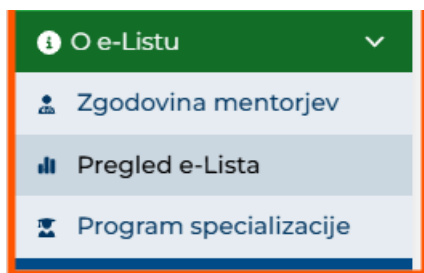 O e-Listu
Zgodovina mentorjev
Pregled e-Lista
Program specializacije